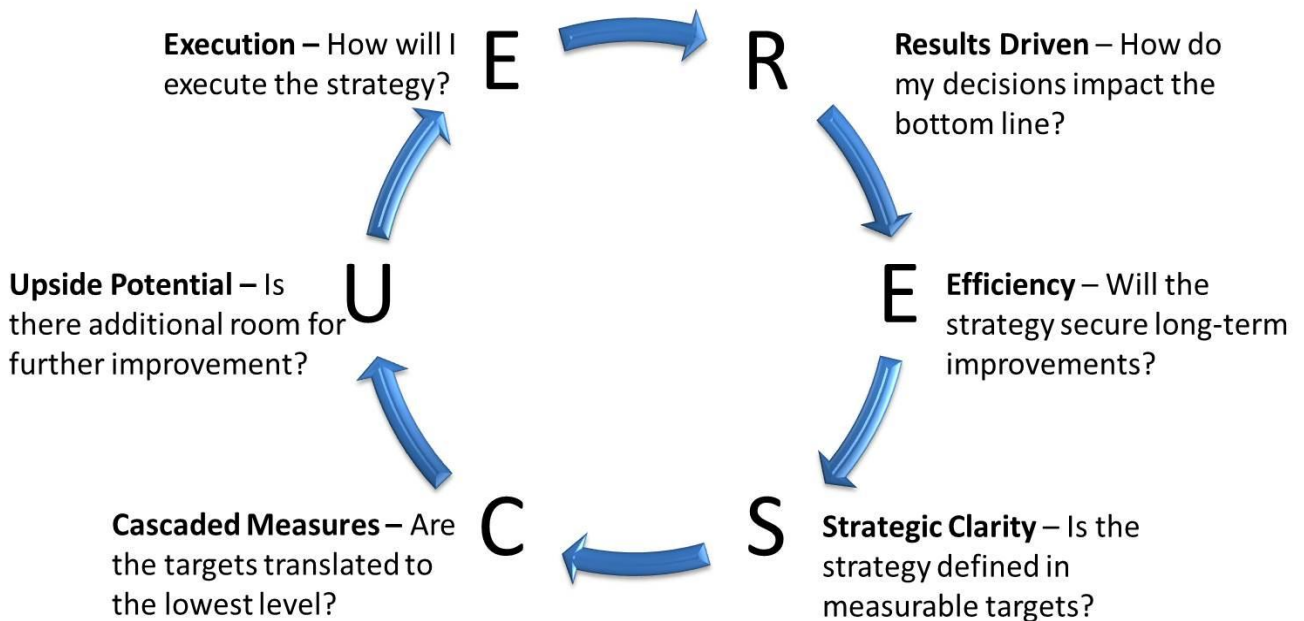 R
Results Driven – How do
my decisions impact the
bottom line?
E
Efficiency – Will the
strategy secure long-term
improvements?
S
Strategic Clarity – Is the
strategy defined in
measurable targets?
C
Cascaded Measures – Are
the targets translated to
the lowest level?
U
Upside Potential – Is
there additional room for
further improvement?
E
Execution – How will I
execute the strategy?